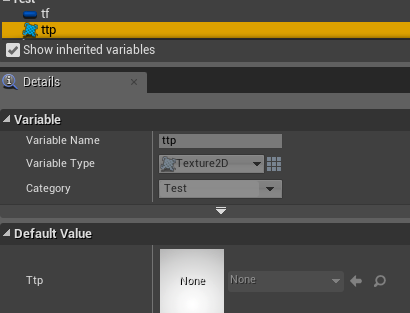 Test
tf
ttp
Show inherited variables
Details
Variable
Variable Name ttp
Variable Type Texture2D
Category Test
Default Value
Ttp None None